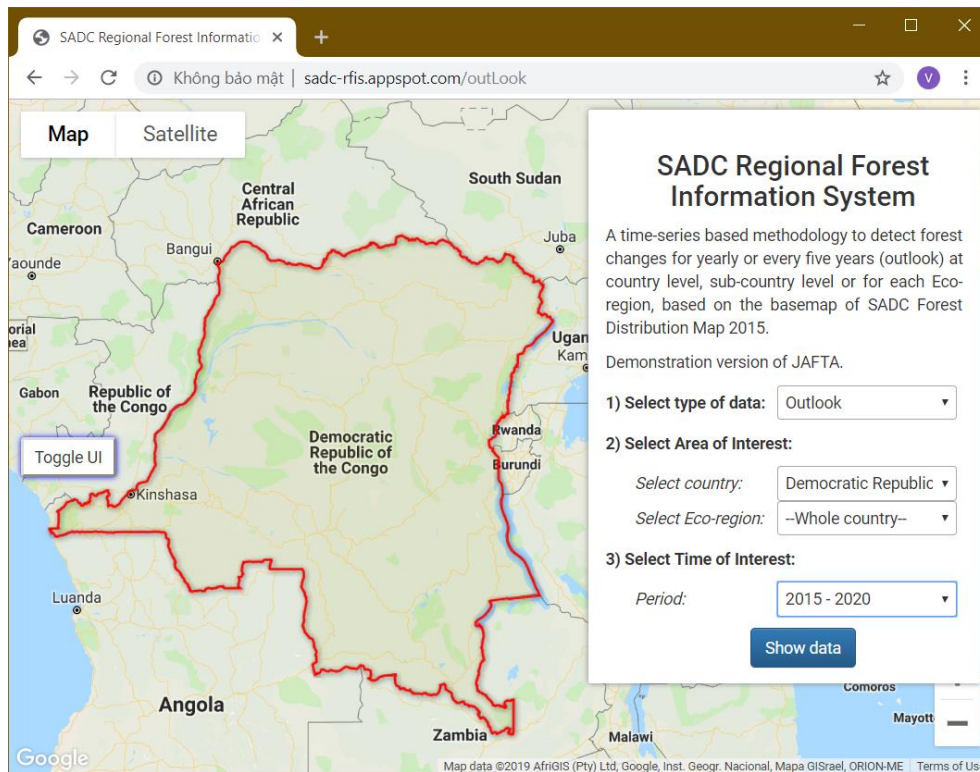 SADC Regional Forest Informatio
Không bảo mật | sadc-rfis.appspot.com/outLook
V
Map
Satellite
South Sudan
Central
African
Republic
Cameroon
Bangui
Juba
Yaounde
orial
nea
Ugan
Kam
Gabon
Republic of
the Congo
Democratic
Republic of
the Congo
Rwanda
Burundi
Toggle UI
Kinshasa
Luanda
Angola
Zambia
Malawi
Comoros
Mayott
Google
Map data ©2019 AfriGIS (Pty) Ltd, Google, Inst. Geogr. Nacional, Mapa GISrael, ORION-ME
Terms of Us
SADC Regional Forest
Information System
A time-series based methodology to detect forest
changes for yearly or every five years (outlook) at
country level, sub-country level or for each Eco-
region, based on the basemap of SADC Forest
Distribution Map 2015.
Demonstration version of JAFTA.
1) Select type of data: Outlook
2) Select Area of Interest:
Select country: Democratic Republic
Select Eco-region: --Whole country--
3) Select Time of Interest:
Period: 2015 - 2020
Show data